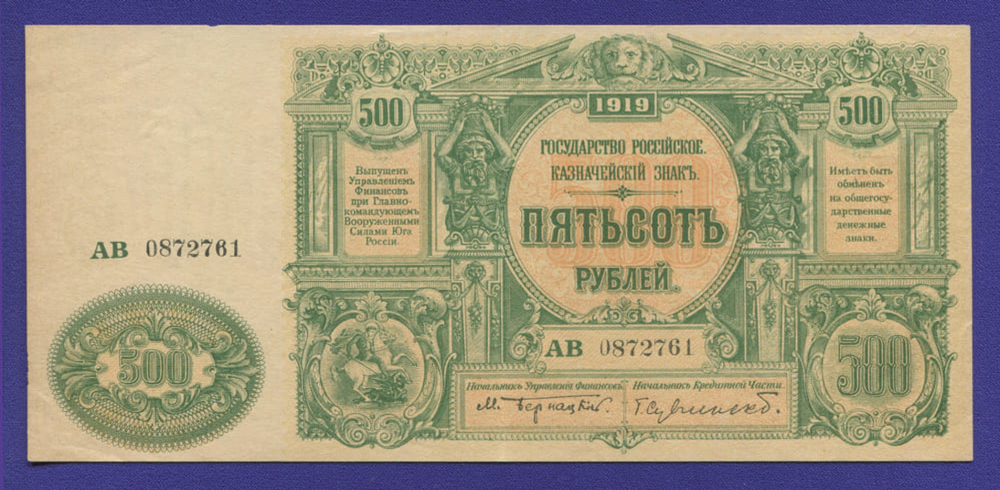 1919
500
500
ГОСУДАРСТВО РОССІЙСКОЕ.
КАЗНАЧЕЙСКІЙ ЗНАКЪ.
ПЯТЬСОТЪ
РУБЛЕЙ.
Выпущенъ
Управленіемъ
Финансовъ
при Главно-
командующемъ
Вооруженными
Силами Юга
Россіи.
Имѣетъ быть
обмѣненъ
на общегосу-
дарственные
денежные
знаки.
АВ 0872761
АВ 0872761
500
500
500
Начальникъ Управленія Финансовъ
Начальникъ Кредитной Части.
М. Бернацкій.